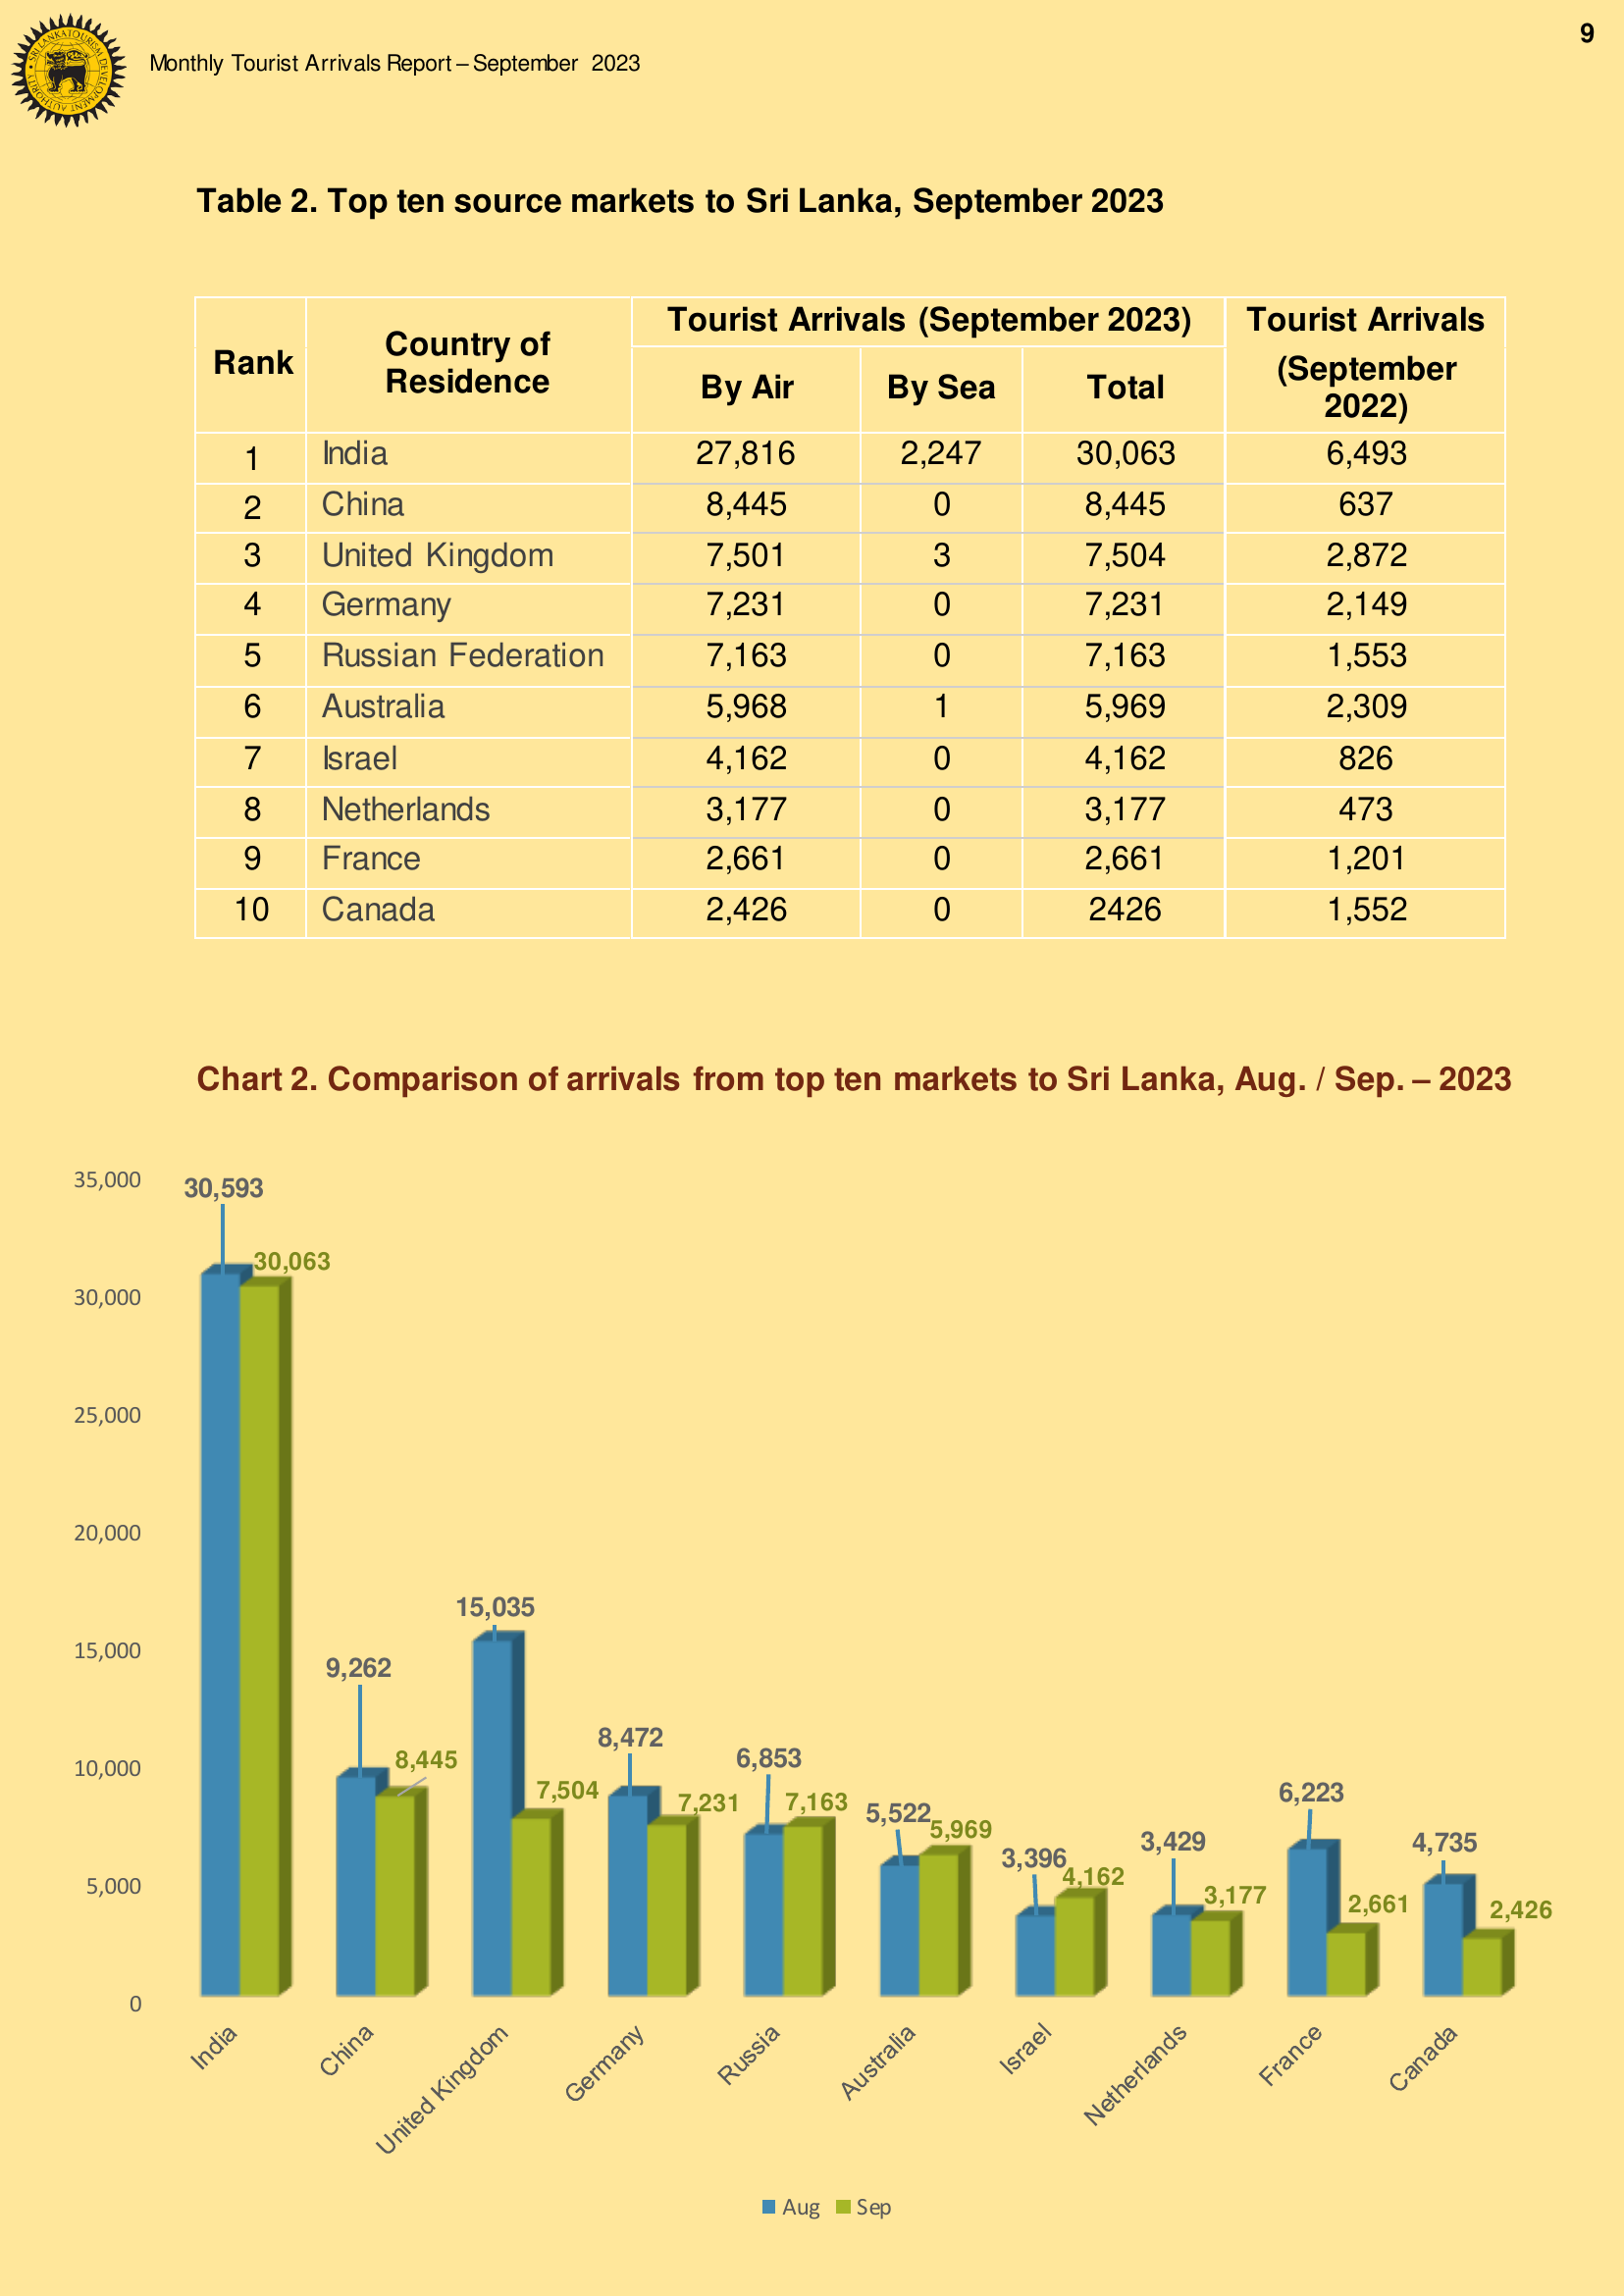 9
SRI LANKA TOURISM DEVELOPMENT AUTHORITY
Monthly Tourist Arrivals Report – September 2023
Table 2. Top ten source markets to Sri Lanka, September 2023
Rank Country of Residence Tourist Arrivals (September 2023) Tourist Arrivals (September 2022)
By Air By Sea Total
1 India 27,816 2,247 30,063 6,493
2 China 8,445 0 8,445 637
3 United Kingdom 7,501 3 7,504 2,872
4 Germany 7,231 0 7,231 2,149
5 Russian Federation 7,163 0 7,163 1,553
6 Australia 5,968 1 5,969 2,309
7 Israel 4,162 0 4,162 826
8 Netherlands 3,177 0 3,177 473
9 France 2,661 0 2,661 1,201
10 Canada 2,426 0 2426 1,552
Chart 2. Comparison of arrivals from top ten markets to Sri Lanka, Aug. / Sep. – 2023
35,000
30,000
25,000
20,000
15,000
10,000
5,000
0
30,593 30,063
9,262 8,445
15,035 7,504
8,472 7,231
6,853 7,163
5,522 5,969
3,396 4,162
3,429 3,177
6,223 2,661
4,735 2,426
India China United Kingdom Germany Russia Australia Israel Netherlands France Canada
Aug Sep